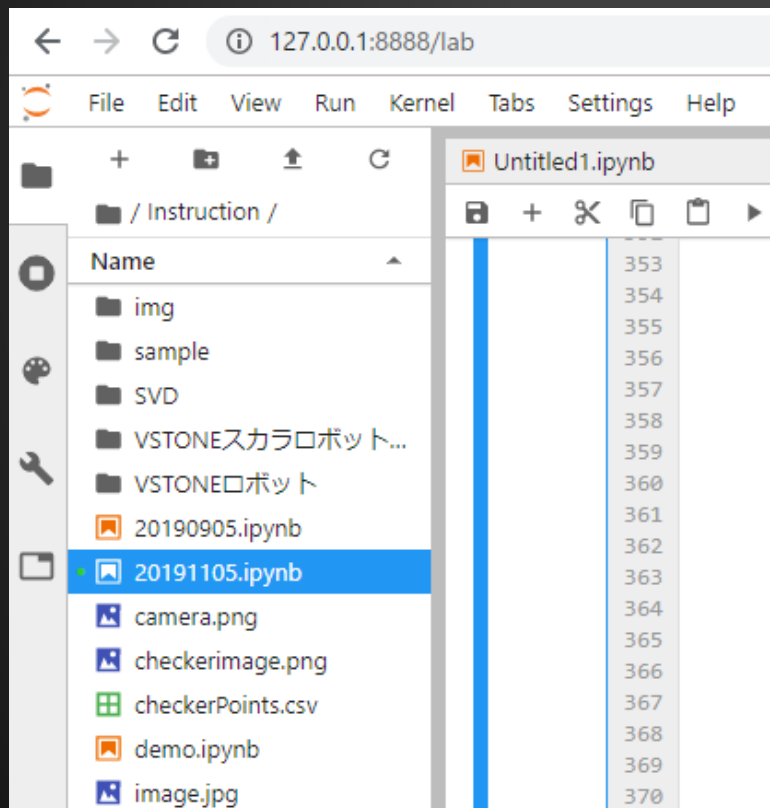 127.0.0.1:8888/lab
File Edit View Run Kernel Tabs Settings Help
Untitled1.ipynb
/ Instruction /
Name
img
sample
SVD
VSTONEスカラロボット...
VSTONEロボット
20190905.ipynb
20191105.ipynb
camera.png
checkerimage.png
checkerPoints.csv
demo.ipynb
image.jpg
353
354
355
356
357
358
359
360
361
362
363
364
365
366
367
368
369
370